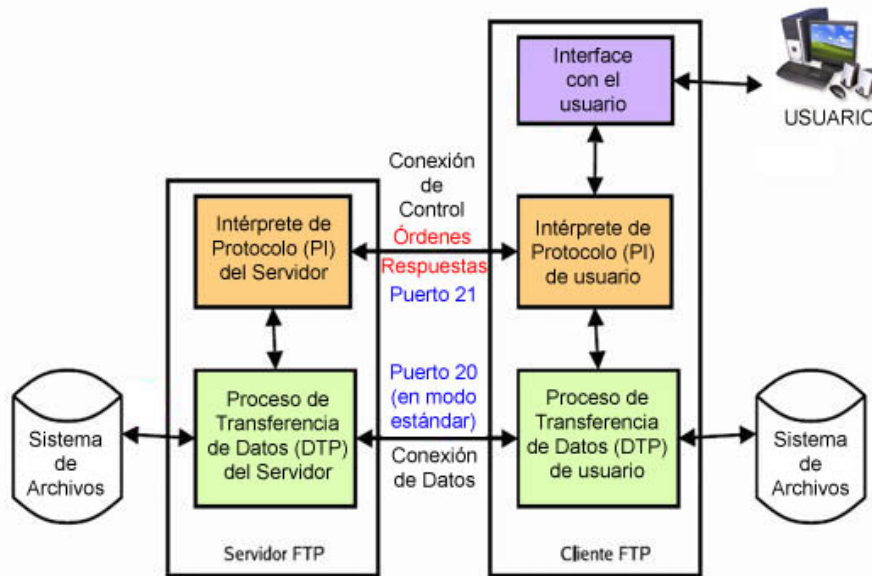 Interface
con el
usuario
USUARIO
Conexión
de
Control
Órdenes
Respuestas
Puerto 21
Intérprete de
Protocolo (PI)
del Servidor
Intérprete de
Protocolo (PI)
de usuario
Puerto 20
(en modo
estándar)
Conexión
de Datos
Sistema
de
Archivos
Proceso de
Transferencia
de Datos (DTP)
del Servidor
Proceso de
Transferencia
de Datos (DTP)
de usuario
Sistema
de
Archivos
Servidor FTP
Cliente FTP